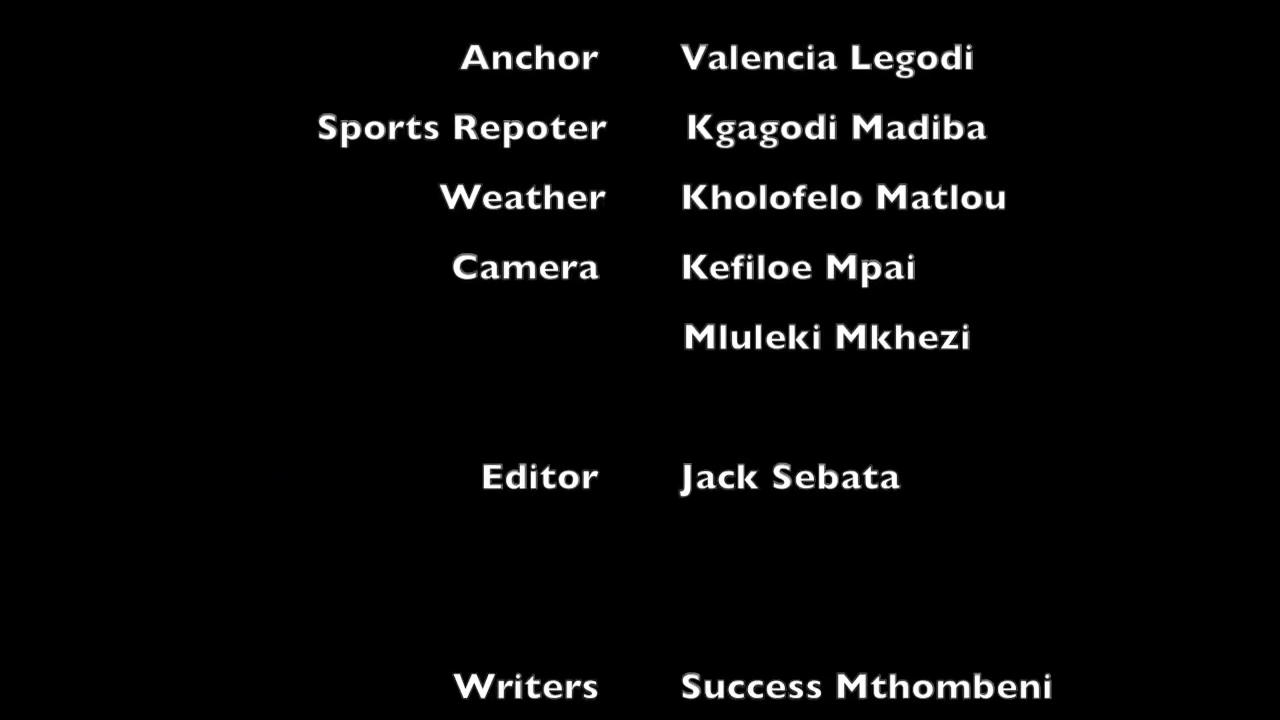 Anchor Valencia Legodi
Sports Repoter Kgagodi Madiba
Weather Kholofelo Matlou
Camera Kefiloe Mpai
Mluleki Mkhezi
Editor Jack Sebata
Writers Success Mthombeni